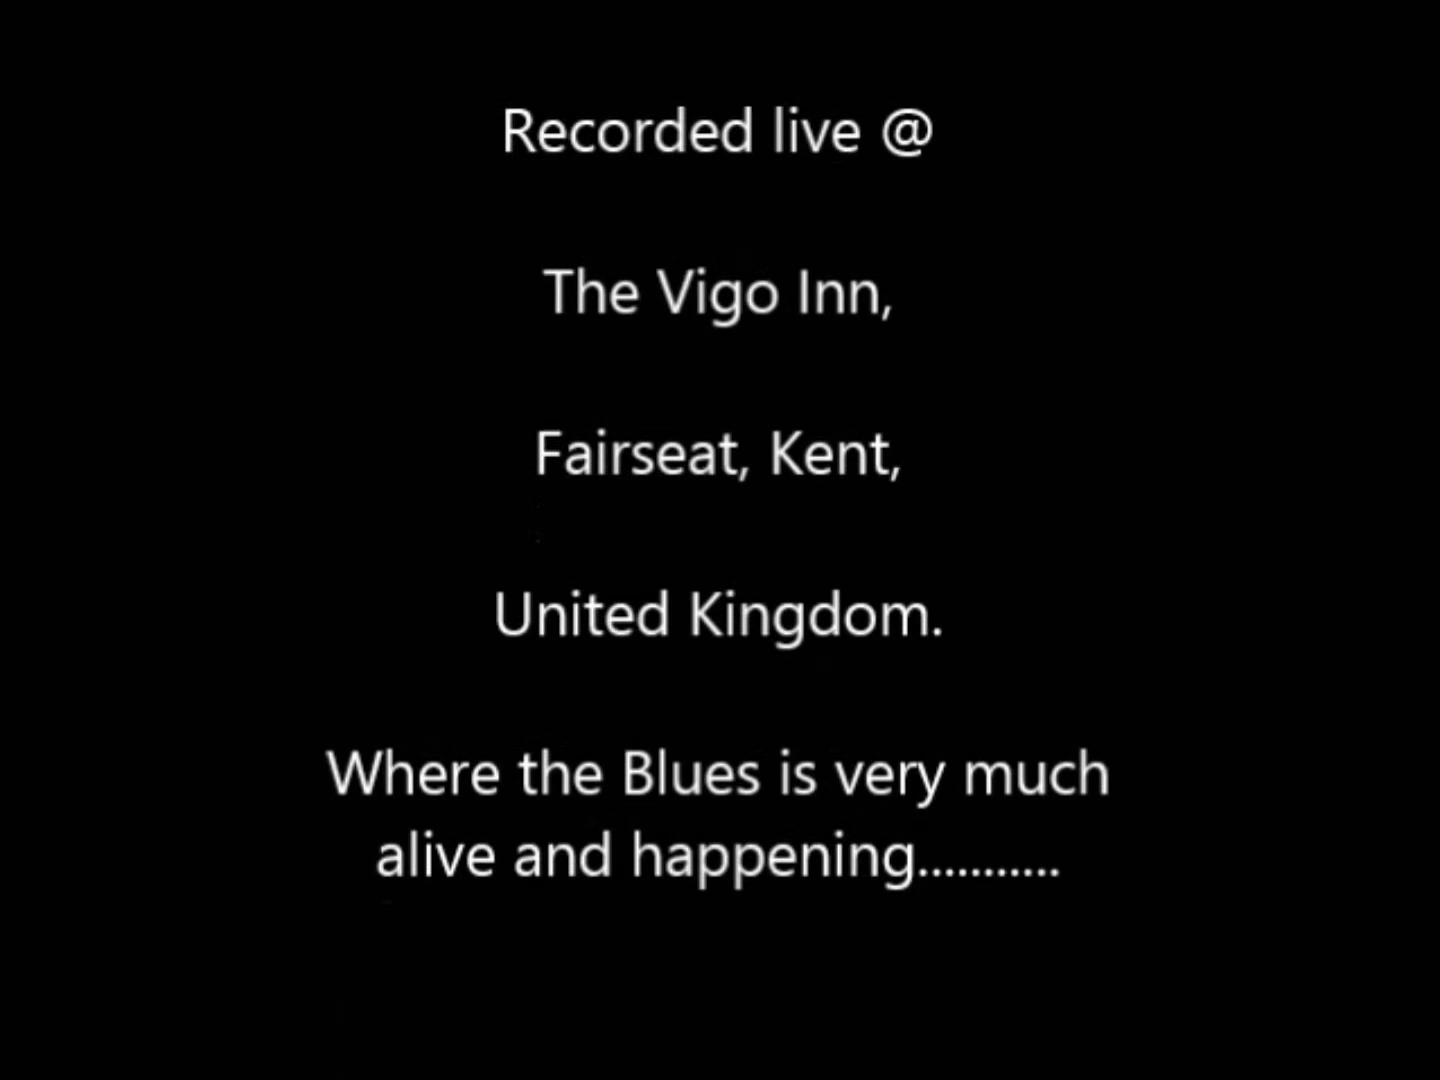 Recorded live @
The Vigo Inn,
Fairseat, Kent,
United Kingdom.
Where the Blues is very much
alive and happening...........